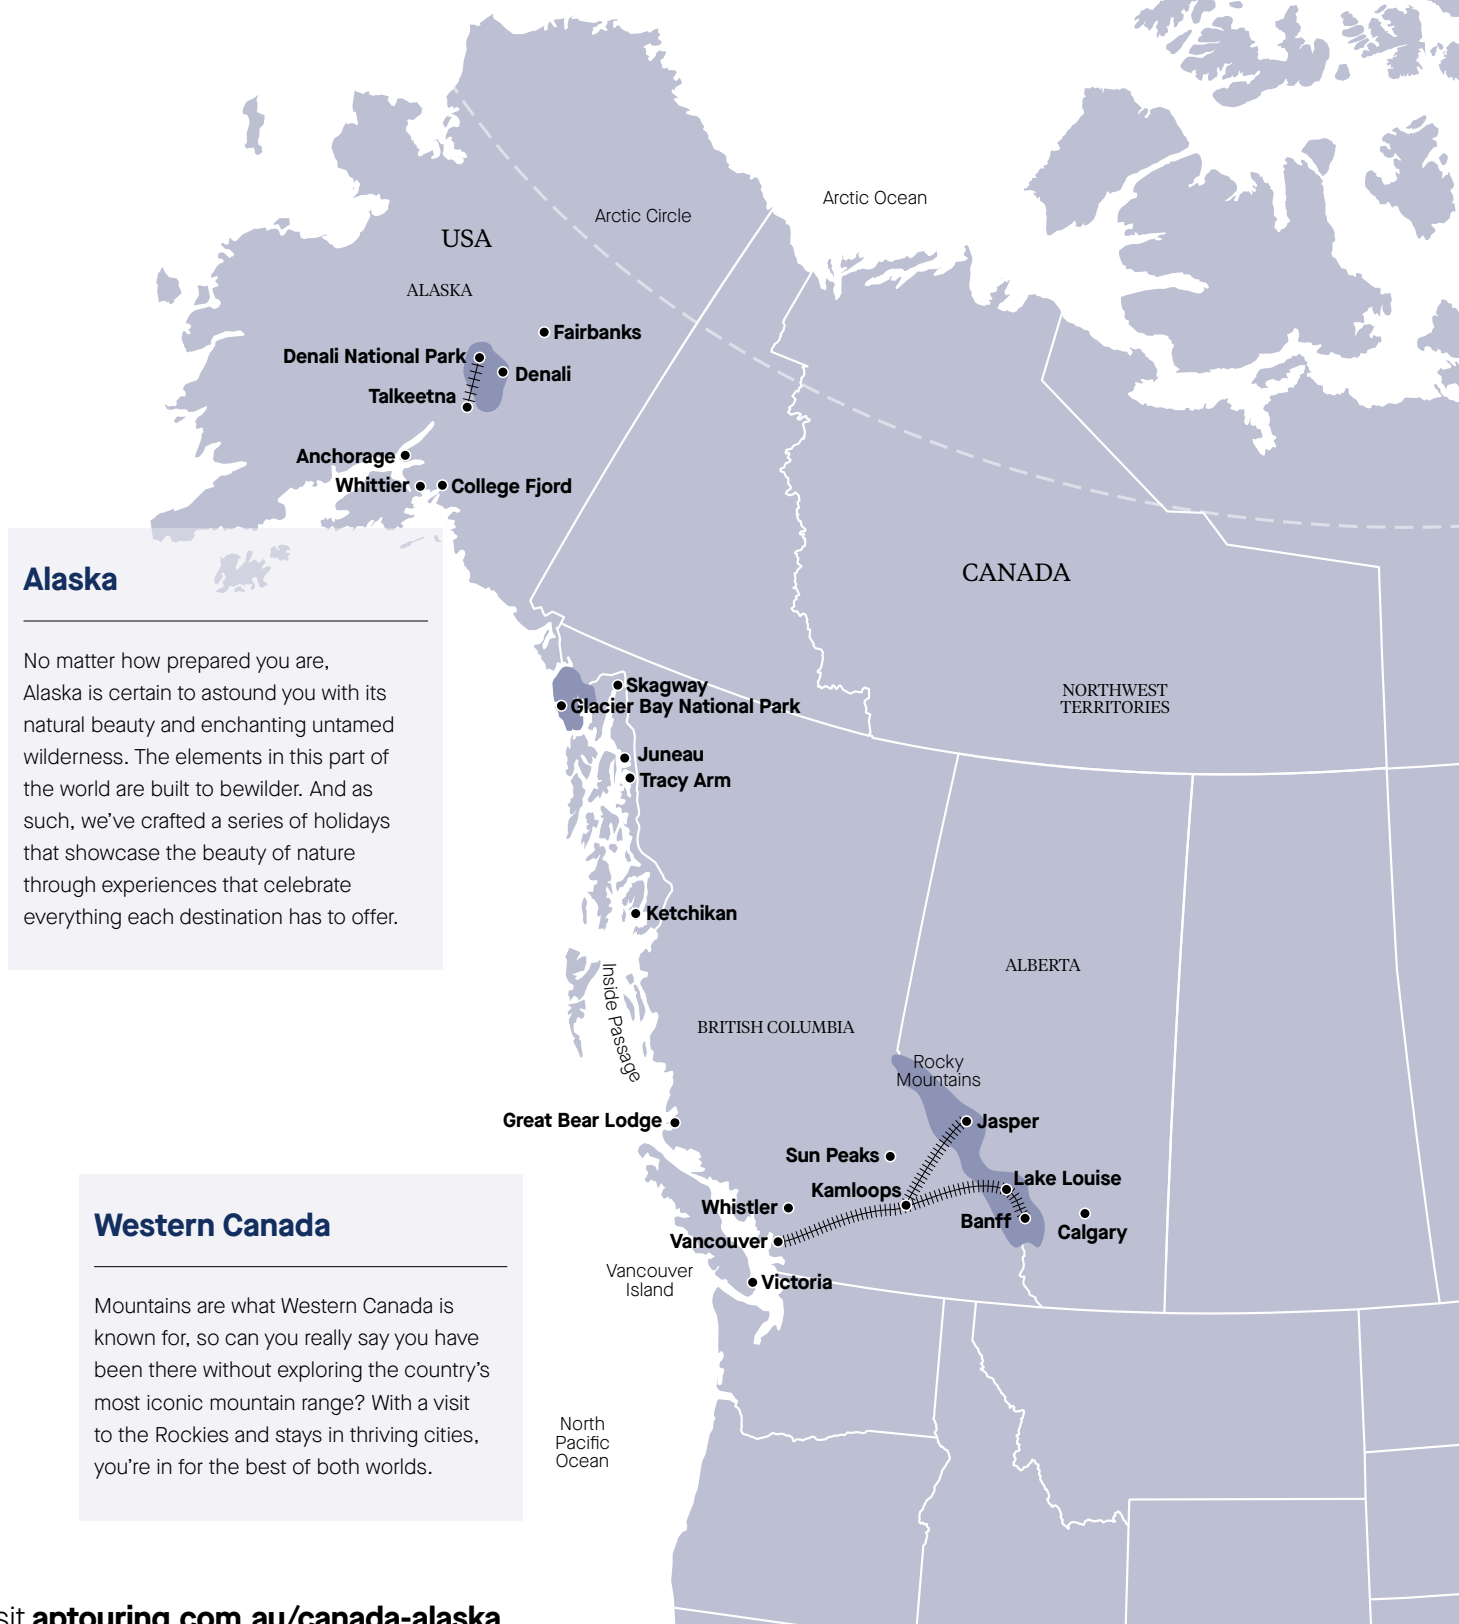 Arctic Ocean
Arctic Circle
USA
ALASKA
Fairbanks
Denali National Park
Denali
Talkeetna
Anchorage
Whittier
College Fjord
CANADA
Alaska
No matter how prepared you are,
Alaska is certain to astound you with its
natural beauty and enchanting untamed
wilderness. The elements in this part of
the world are built to bewilder. And as
such, we’ve crafted a series of holidays
that showcase the beauty of nature
through experiences that celebrate
everything each destination has to offer.
Skagway
Glacier Bay National Park
NORTHWEST
TERRITORIES
Juneau
Tracy Arm
Ketchikan
ALBERTA
Inside Passage
BRITISH COLUMBIA
Rocky
Mountains
Great Bear Lodge
Jasper
Sun Peaks
Lake Louise
Kamloops
Whistler
Banff
Calgary
Vancouver
Vancouver
Island
Victoria
Western Canada
Mountains are what Western Canada is
known for, so can you really say you have
been there without exploring the country’s
most iconic mountain range? With a visit
to the Rockies and stays in thriving cities,
you’re in for the best of both worlds.
North
Pacific
Ocean
sit aptouring.com.au/canada-alaska